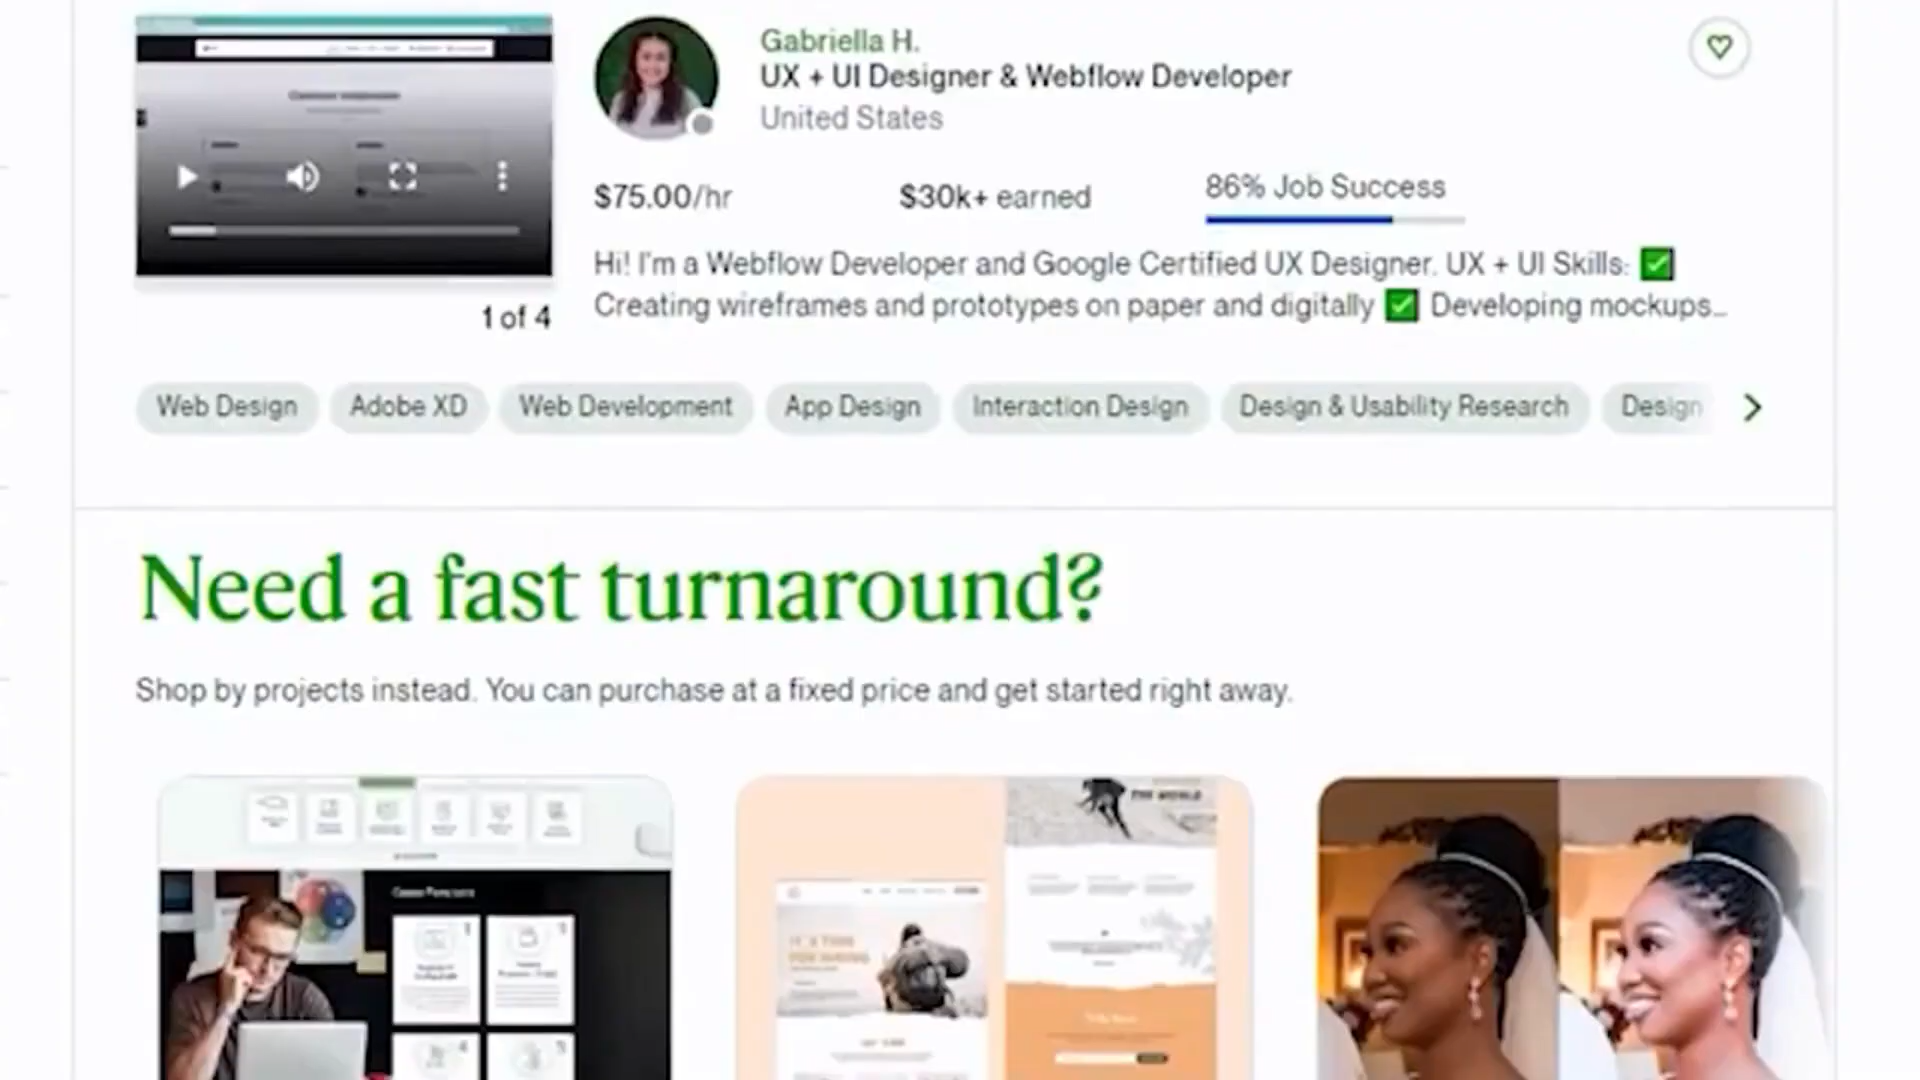 Gabriella H.
UX + UI Designer & Webflow Developer
United States
$75.00/hr
$30k+ earned
86% Job Success
Hi! I'm a Webflow Developer and Google Certified UX Designer. UX + UI Skills: ✅
Creating wireframes and prototypes on paper and digitally ✅ Developing mockups...
1 of 4
Web Design
Adobe XD
Web Development
App Design
Interaction Design
Design & Usability Research
Design
Need a fast turnaround?
Shop by projects instead. You can purchase at a fixed price and get started right away.
THE WORLD